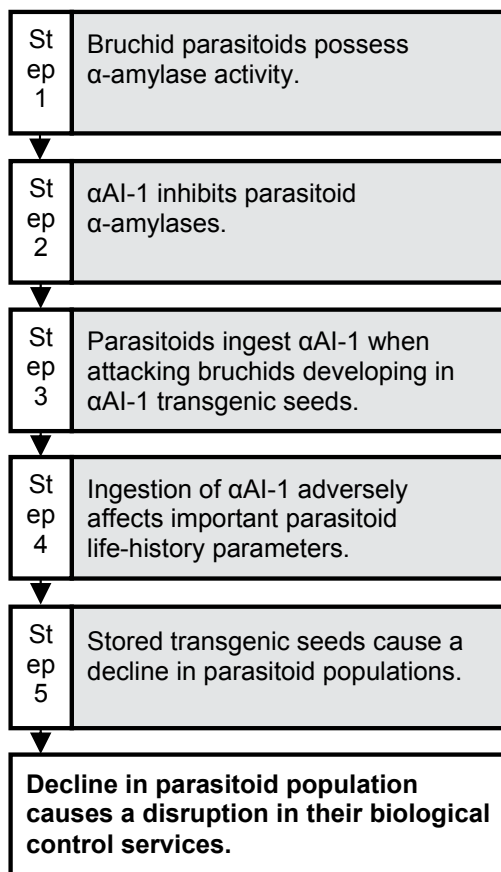 St
ep
1
Bruchid parasitoids possess
α-amylase activity.
St
ep
2
αAI-1 inhibits parasitoid
α-amylases.
St
ep
3
Parasitoids ingest αAI-1 when
attacking bruchids developing in
αAI-1 transgenic seeds.
St
ep
4
Ingestion of αAI-1 adversely
affects important parasitoid
life-history parameters.
St
ep
5
Stored transgenic seeds cause a
decline in parasitoid populations.
Decline in parasitoid population
causes a disruption in their biological
control services.